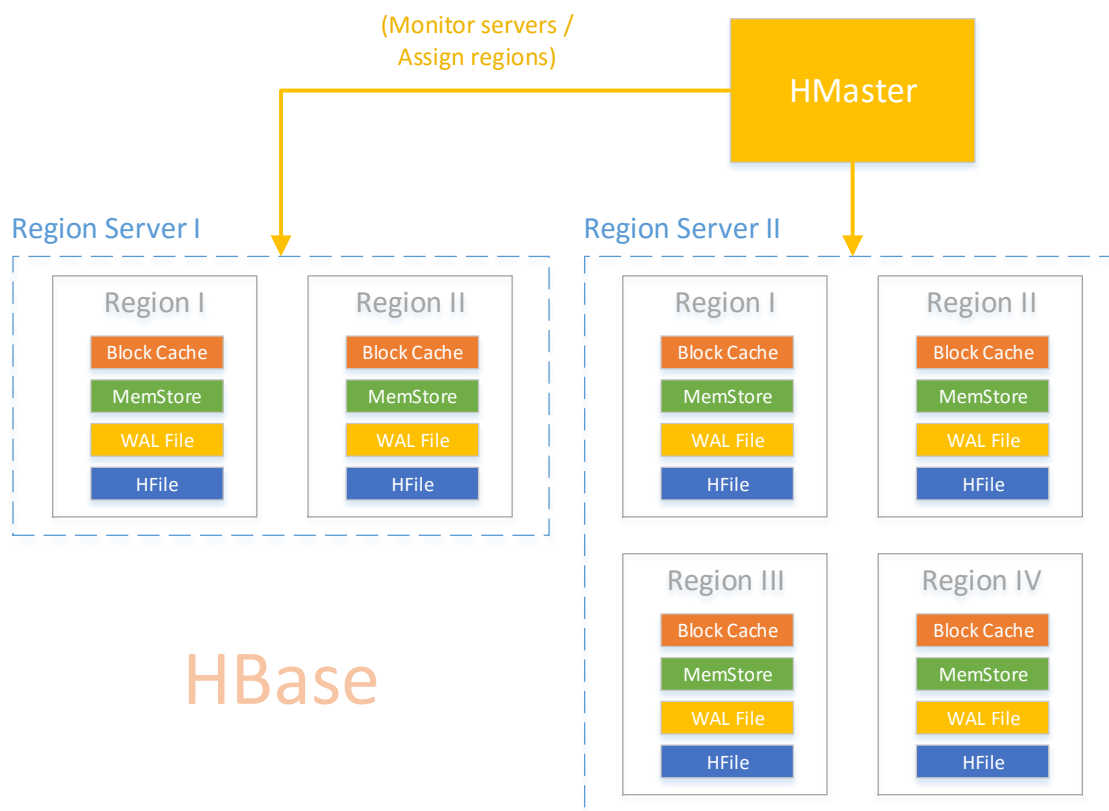 (Monitor servers /
Assign regions)
HMaster
Region Server I
Region I
Block Cache
MemStore
WAL File
HFile
Region II
Block Cache
MemStore
WAL File
HFile
Region Server II
Region I
Block Cache
MemStore
WAL File
HFile
Region II
Block Cache
MemStore
WAL File
HFile
Region III
Block Cache
MemStore
WAL File
HFile
Region IV
Block Cache
MemStore
WAL File
HFile
HBase